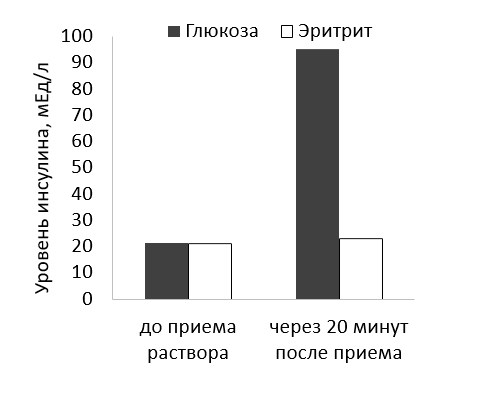 Глюкоза Эритрит
Уровень инсулина, мЕд/л
100
90
80
70
60
50
40
30
20
10
0
до приема
раствора
через 20 минут
после приема